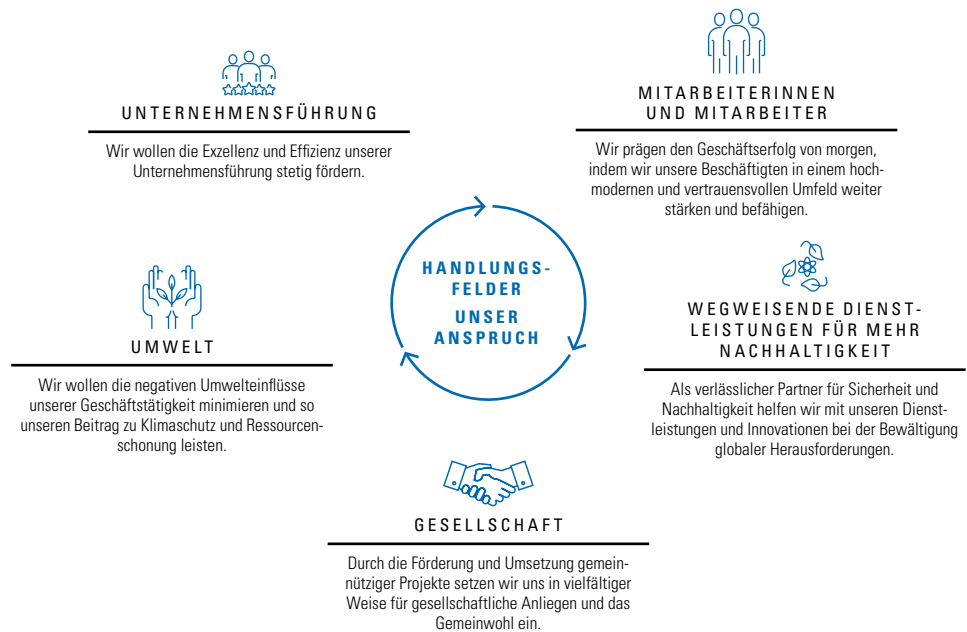 UNTERNEHMENSFÜHRUNG
Wir wollen die Exzellenz und Effizienz unserer
Unternehmensführung stetig fördern.
MITARBEITERINNEN
UND MITARBEITER
Wir prägen den Geschäftserfolg von morgen,
indem wir unsere Beschäftigten in einem hoch-
modernen und vertrauensvollen Umfeld weiter
stärken und befähigen.
HANDLUNGS-
FELDER
UNSER
ANSPRUCH
UMWELT
Wir wollen die negativen Umwelteinflüsse
unserer Geschäftstätigkeit minimieren und so
unseren Beitrag zu Klimaschutz und Ressourcen-
schonung leisten.
WEGWEISENDE DIENST-
LEISTUNGEN FÜR MEHR
NACHHALTIGKEIT
Als verlässlicher Partner für Sicherheit und
Nachhaltigkeit helfen wir mit unseren Dienst-
leistungen und Innovationen bei der Bewältigung
globaler Herausforderungen.
GESELLSCHAFT
Durch die Förderung und Umsetzung gemein-
nütziger Projekte setzen wir uns in vielfältiger
Weise für gesellschaftliche Anliegen und das
Gemeinwohl ein.